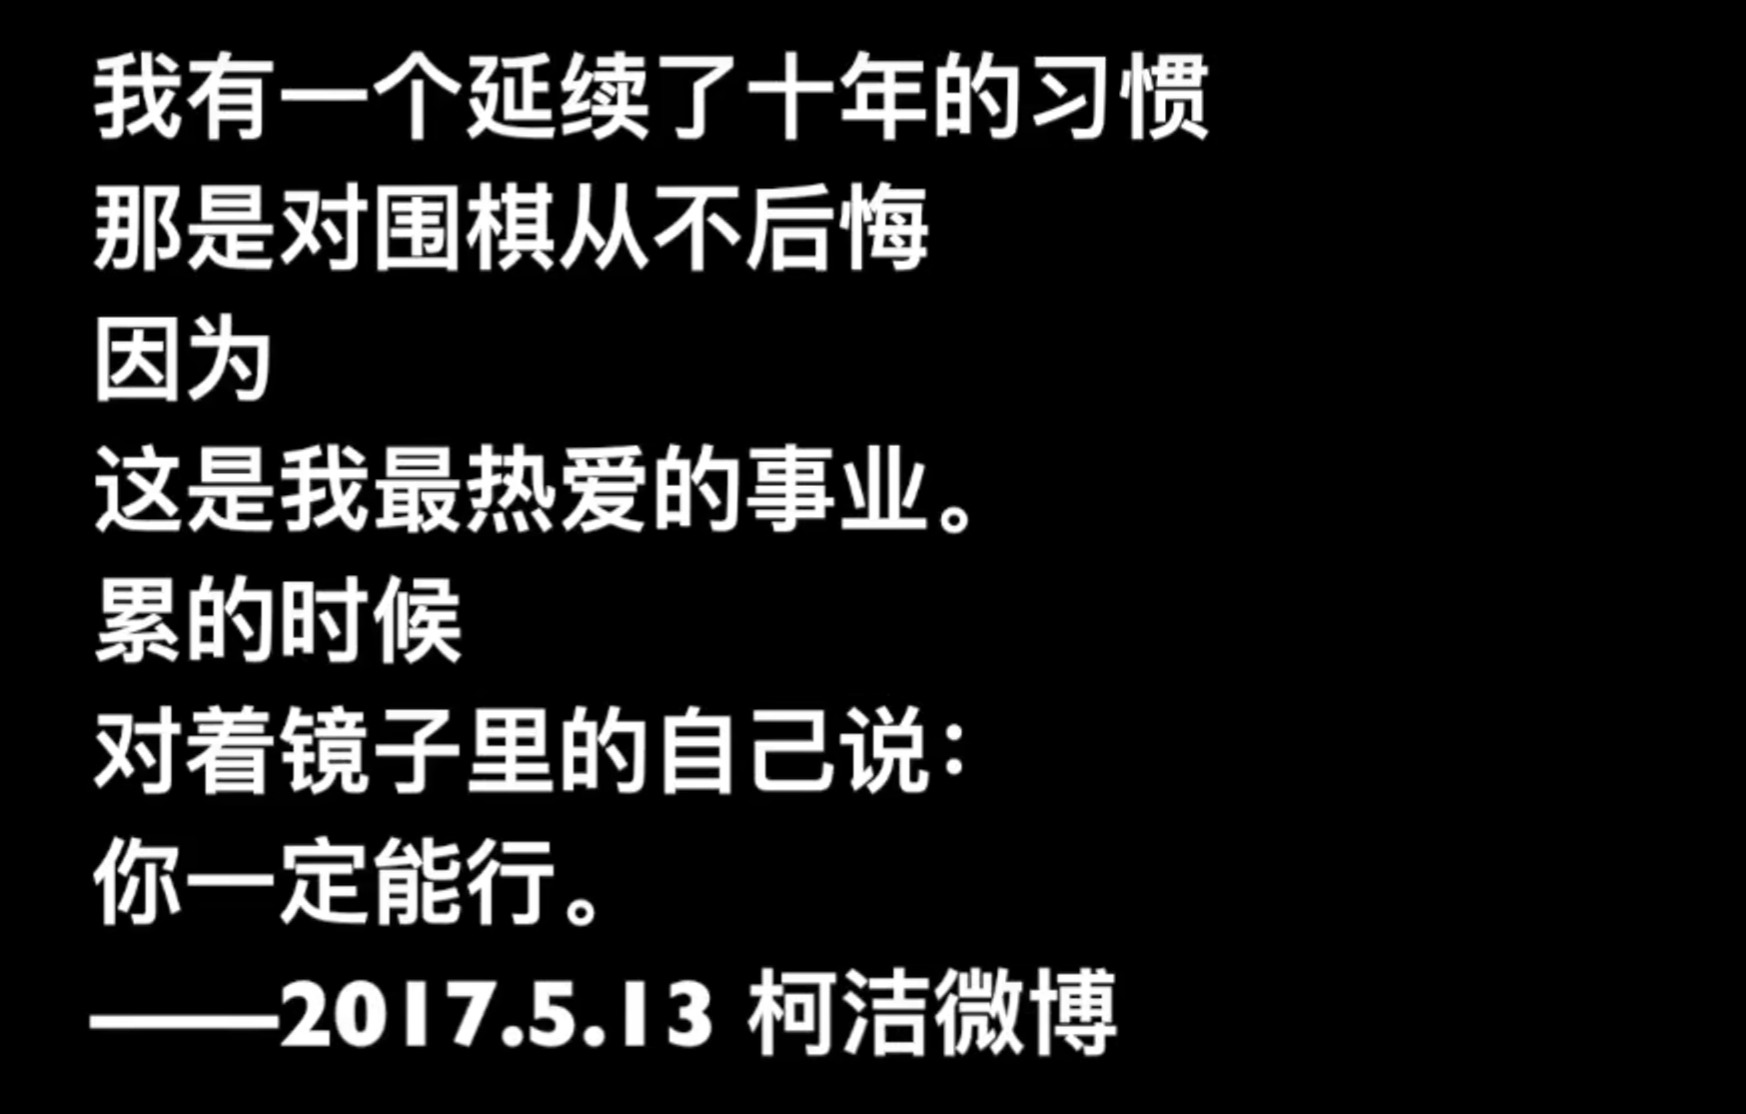 我有一个延续了十年的习惯
那是对围棋从不后悔
因为
这是我最热爱的事业。
累的时候
对着镜子里的自己说：
你一定能行。
——2017.5.13 柯洁微博